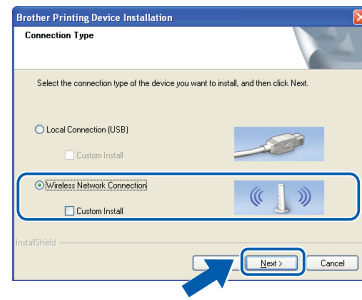 Brother Printing Device Installation
Connection Type
Select the connection type of the device you want to install, and then click Next.
Local Connection (USB)
Custom Install
Wireless Network Connection
Custom Install
InstallShield
Next >
Cancel